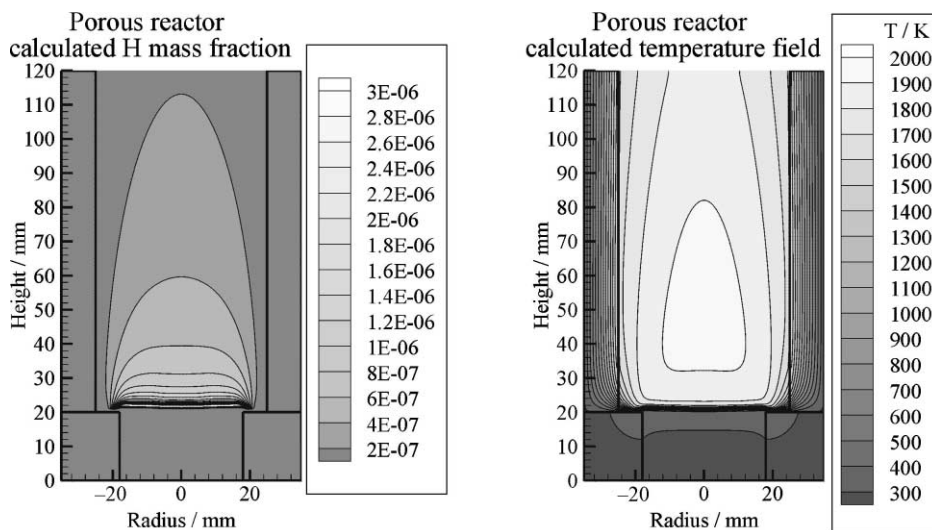 Porous reactor
calculated H mass fraction
120
110
100
90
80
70
60
50
40
30
20
10
0
Height / mm
−20
0
20
Radius / mm
3E-06
2.8E-06
2.6E-06
2.4E-06
2.2E-06
2E-06
1.8E-06
1.6E-06
1.4E-06
1.2E-06
1E-06
8E-07
6E-07
4E-07
2E-07
Porous reactor
calculated temperature field
120
110
100
90
80
70
60
50
40
30
20
10
0
Height / mm
−20
0
20
Radius / mm
T / K
2000
1900
1800
1700
1600
1500
1400
1300
1200
1100
1000
900
800
700
600
500
400
300